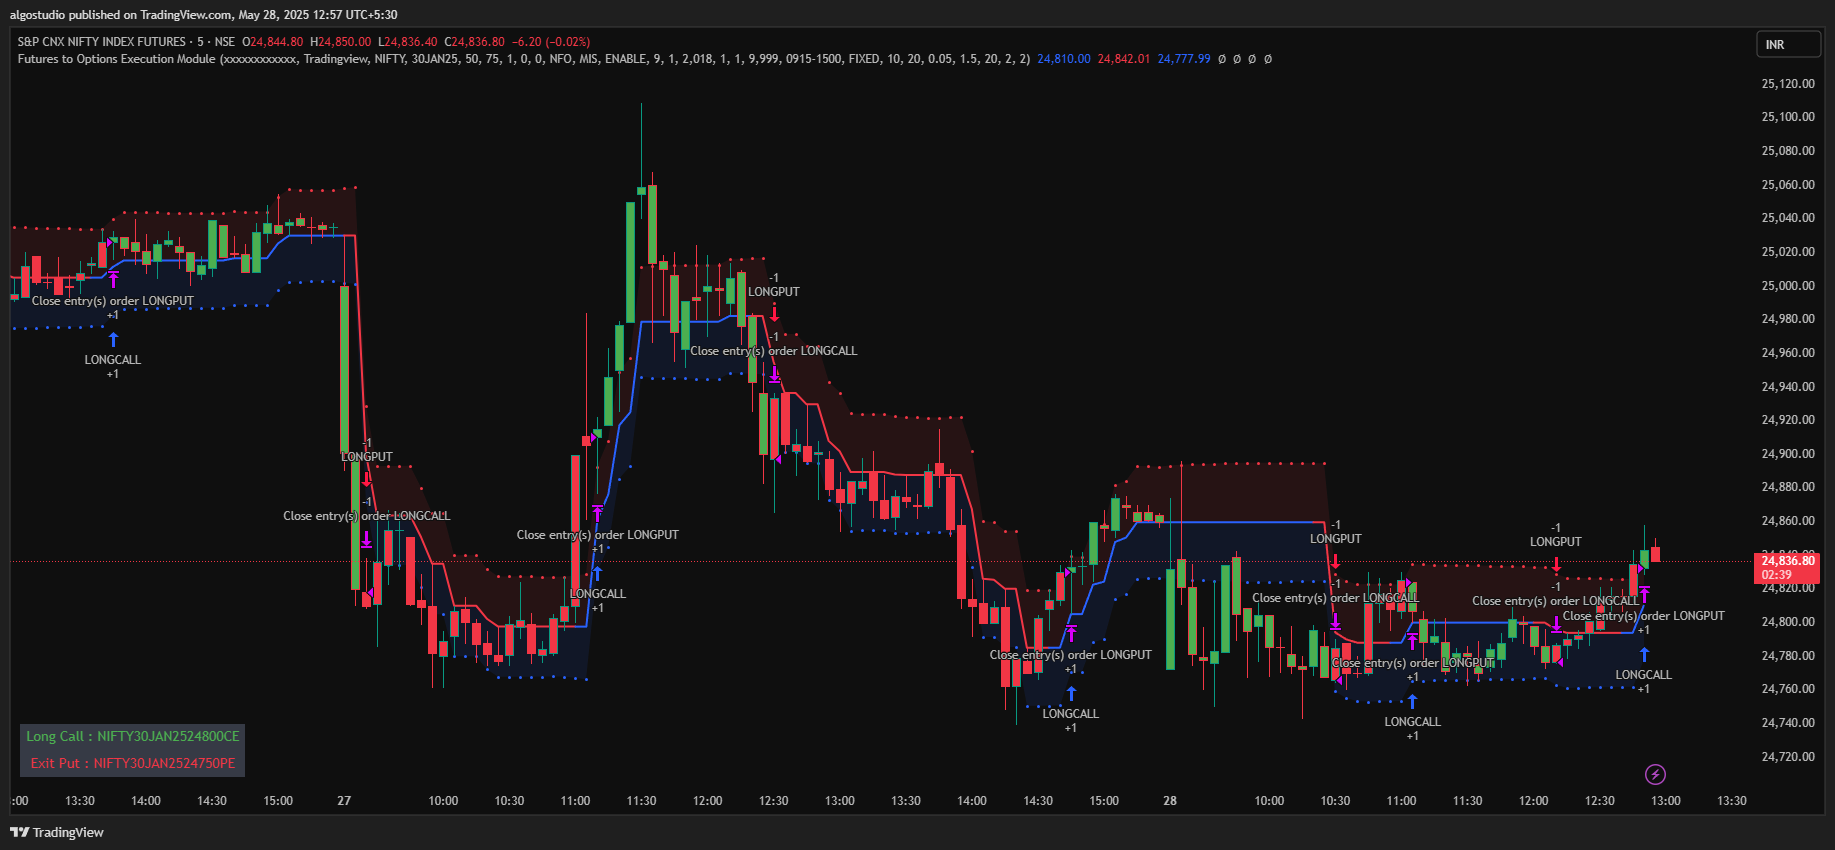 algostudio published on TradingView.com, May 28, 2025 12:57 UTC+5:30
S&P CNX NIFTY INDEX FUTURES · 5 · NSE O24,844.80 H24,850.00 L24,836.40 C24,836.80 −6.20 (−0.02%)
INR
Futures to Options Execution Module (xxxxxxxxxxxx, Tradingview, NIFTY, 30JAN25, 50, 75, 1, 0, 0, NFO, MIS, ENABLE, 9, 1, 2,018, 1, 1, 9,999, 0915-1500, FIXED, 10, 20, 0.05, 1.5, 20, 2, 2) 24,810.00 24,842.01 24,777.99 Ø Ø Ø Ø
25,120.00
25,100.00
25,080.00
25,060.00
25,040.00
25,020.00
25,000.00
24,980.00
24,960.00
24,940.00
24,920.00
24,900.00
24,880.00
24,860.00
24,836.80
02:39
24,820.00
24,800.00
24,780.00
24,760.00
24,740.00
24,720.00
Close entry(s) order LONGPUT
+1
LONGCALL
+1
-1
LONGPUT
-1
Close entry(s) order LONGCALL
Close entry(s) order LONGPUT
+1
LONGCALL
+1
-1
LONGPUT
-1
Close entry(s) order LONGCALL
Close entry(s) order LONGPUT
+1
LONGCALL
+1
-1
LONGPUT
-1
Close entry(s) order LONGCALL
Close entry(s) order LONGPUT
+1
LONGCALL
+1
-1
LONGPUT
-1
Close entry(s) order LONGCALL
Close entry(s) order LONGPUT
+1
LONGCALL
+1
Long Call : NIFTY30JAN2524800CE
Exit Put : NIFTY30JAN2524750PE
:00 13:30 14:00 14:30 15:00 27 10:00 10:30 11:00 11:30 12:00 12:30 13:00 13:30 14:00 14:30 15:00 28 10:00 10:30 11:00 11:30 12:00 12:30 13:00 13:30
TradingView